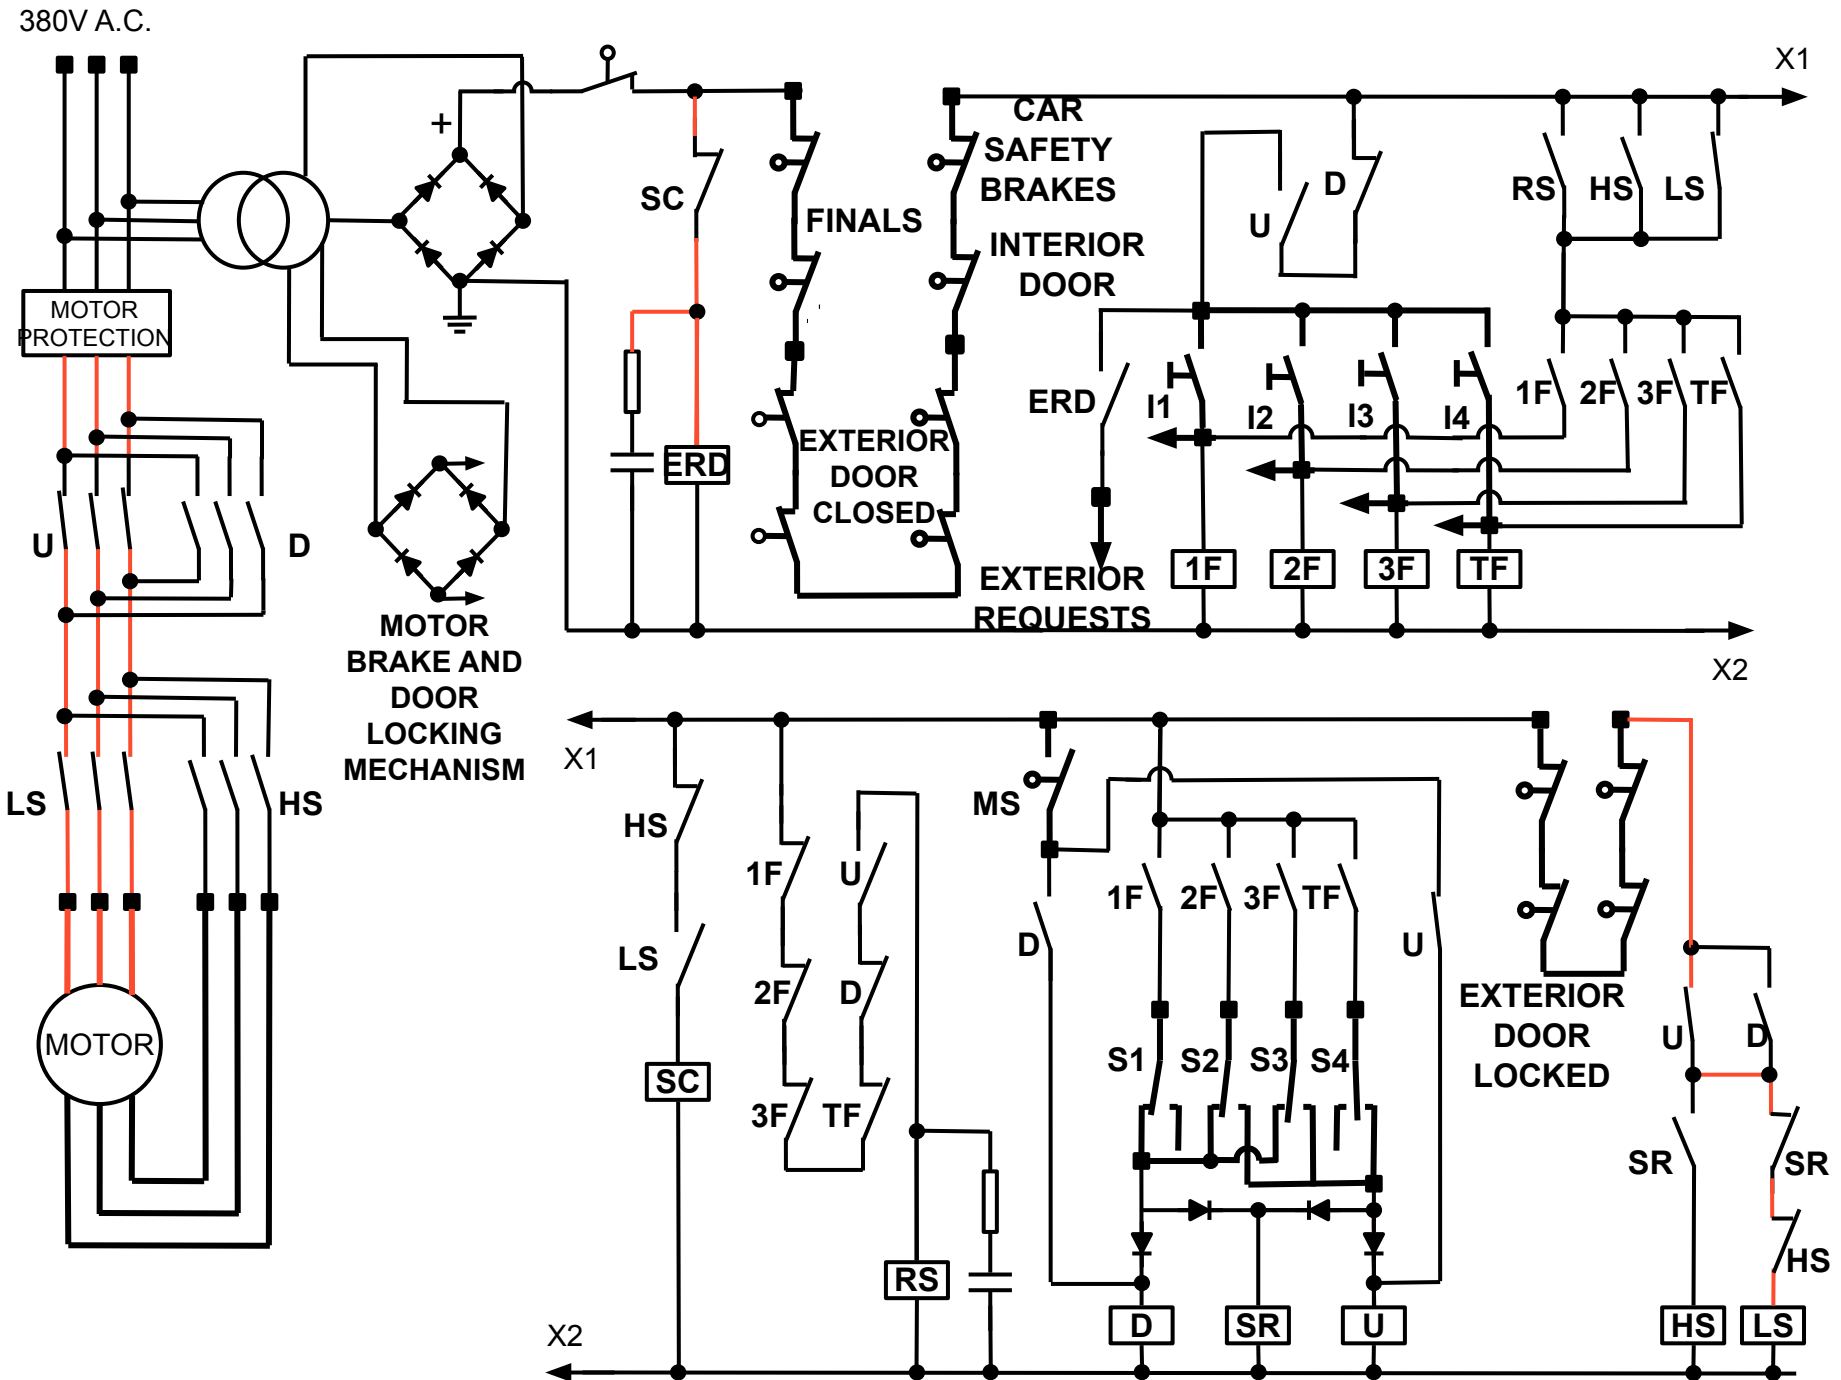 380V A.C.
X1
+
CAR
SAFETY
BRAKES
SC
FINALS
D
U
RS
HS
LS
INTERIOR
DOOR
MOTOR
PROTECTION
ERD
I1
I2
I3
I4
1F
2F
3F
TF
EXTERIOR
DOOR
CLOSED
ERD
U
D
EXTERIOR
REQUESTS
1F
2F
3F
TF
MOTOR
BRAKE AND
DOOR
LOCKING
MECHANISM
X2
X1
LS
HS
HS
MS
1F
U
1F
2F
3F
TF
D
U
LS
2F
D
EXTERIOR
DOOR
LOCKED
MOTOR
SC
3F
TF
S1
S2
S3
S4
U
D
SR
SR
RS
HS
X2
D
SR
U
HS
LS